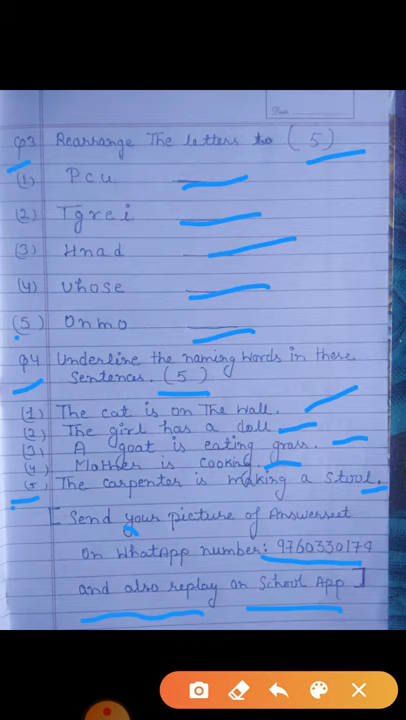 Date
Q3 Rearrange The letters to (5)
(1) Pcu
(2) Tgrei
(3) Hnad
(4) uhose
(5) Onmo
Q4 Underline the naming words in these
Sentences. (5)
(1) The cat is on The wall.
(2) The girl has a doll
(3) A goat is eating grass.
(4) Mother is cooking.
(5) The carpenter is making a stool.
[Send your picture of Answerseet
on WhatApp number: 9760330179
and also replay on School App]